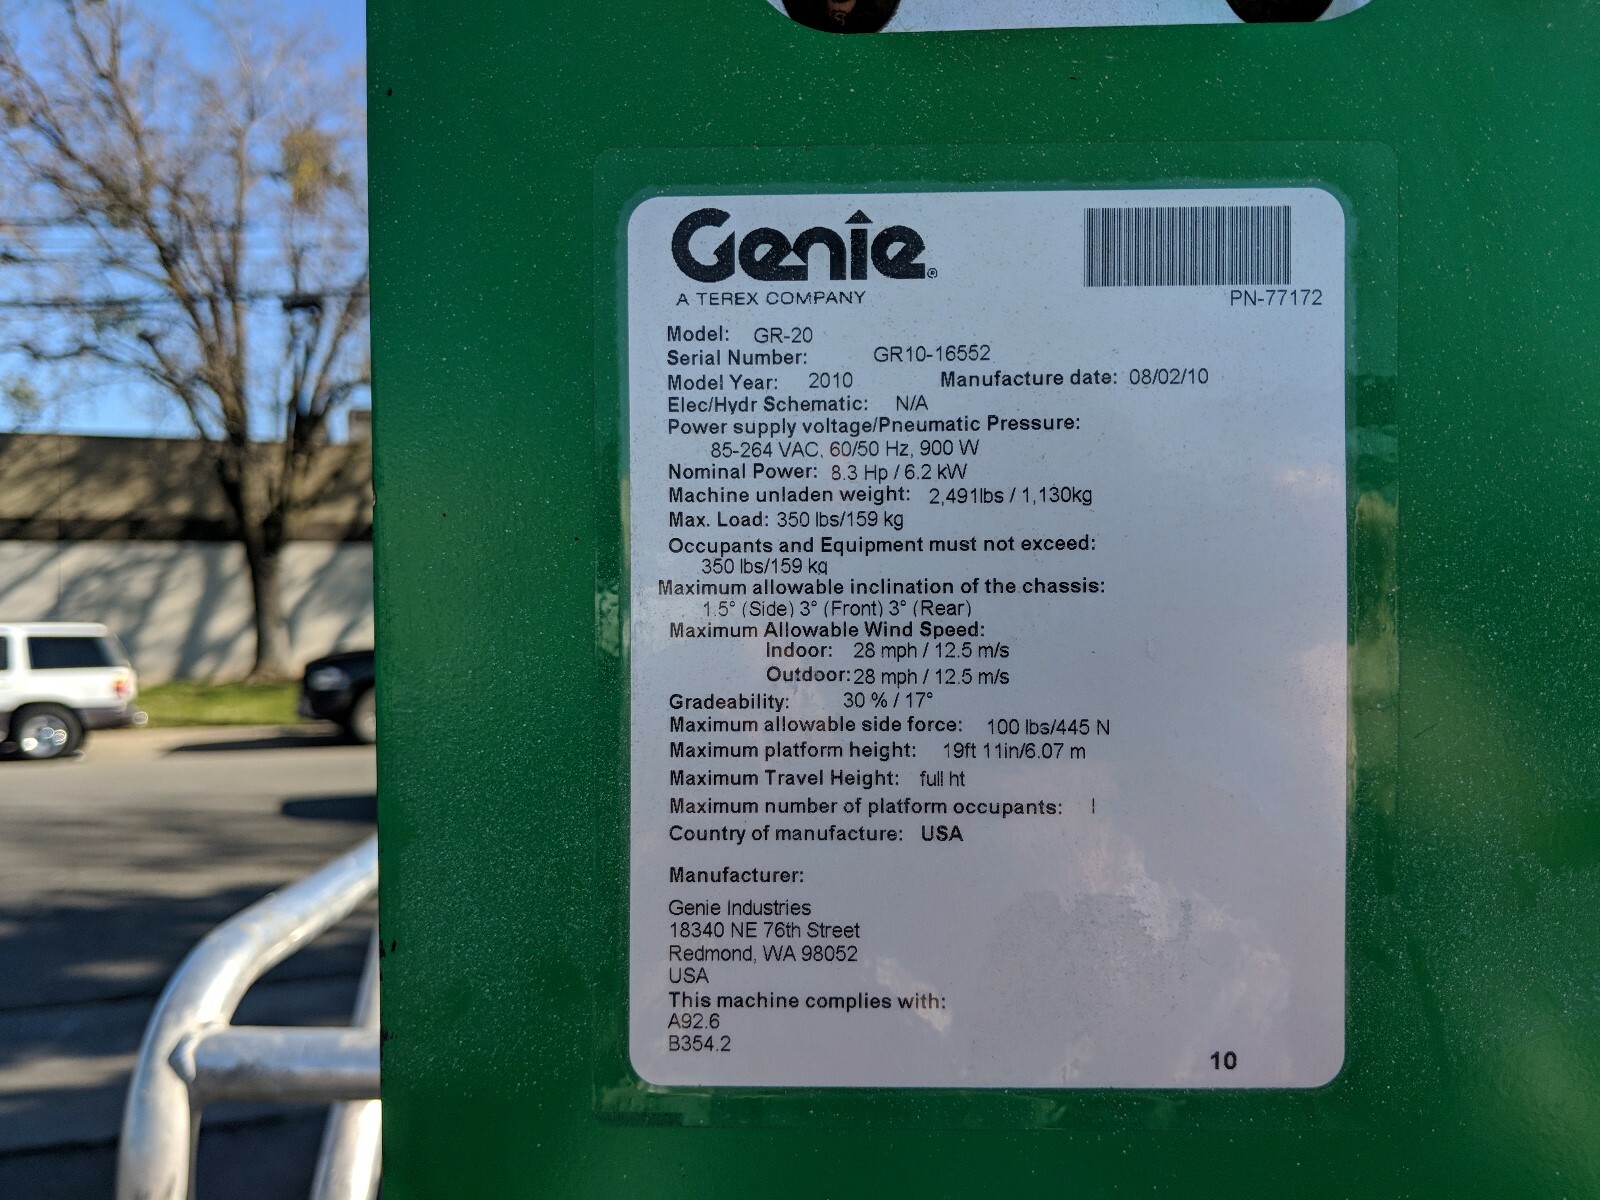 Genie®
A TEREX COMPANY
PN-77172
Model: GR-20
Serial Number: GR10-16552
Model Year: 2010 Manufacture date: 08/02/10
Elec/Hydr Schematic: N/A
Power supply voltage/Pneumatic Pressure:
85-264 VAC, 60/50 Hz, 900 W
Nominal Power: 8.3 Hp / 6.2 kW
Machine unladen weight: 2,491lbs / 1,130kg
Max. Load: 350 lbs/159 kg
Occupants and Equipment must not exceed:
350 lbs/159 kg
Maximum allowable inclination of the chassis:
1.5° (Side) 3° (Front) 3° (Rear)
Maximum Allowable Wind Speed:
Indoor: 28 mph / 12.5 m/s
Outdoor: 28 mph / 12.5 m/s
Gradeability: 30 % / 17°
Maximum allowable side force: 100 lbs/445 N
Maximum platform height: 19ft 11in/6.07 m
Maximum Travel Height: full ht
Maximum number of platform occupants: 1
Country of manufacture: USA
Manufacturer:
Genie Industries
18340 NE 76th Street
Redmond, WA 98052
USA
This machine complies with:
A92.6
B354.2
10